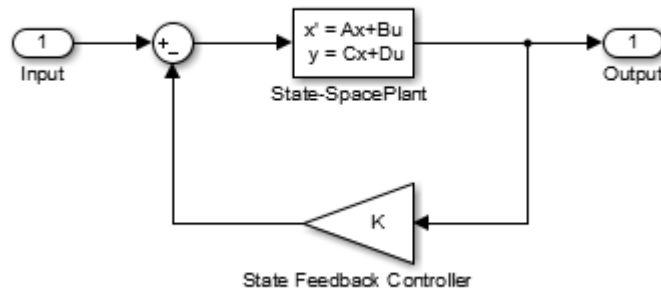 1
Input
+
−
x' = Ax+Bu
y = Cx+Du
State-SpacePlant
1
Output
K
State Feedback Controller